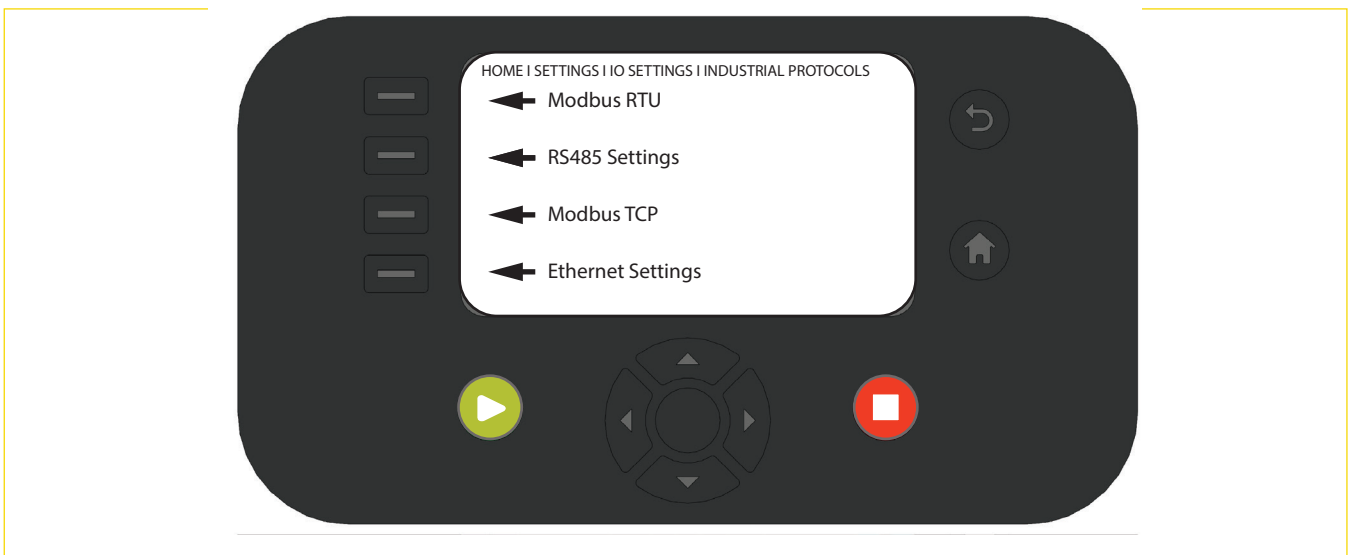 HOME I SETTINGS I IO SETTINGS I INDUSTRIAL PROTOCOLS
Modbus RTU
RS485 Settings
Modbus TCP
Ethernet Settings